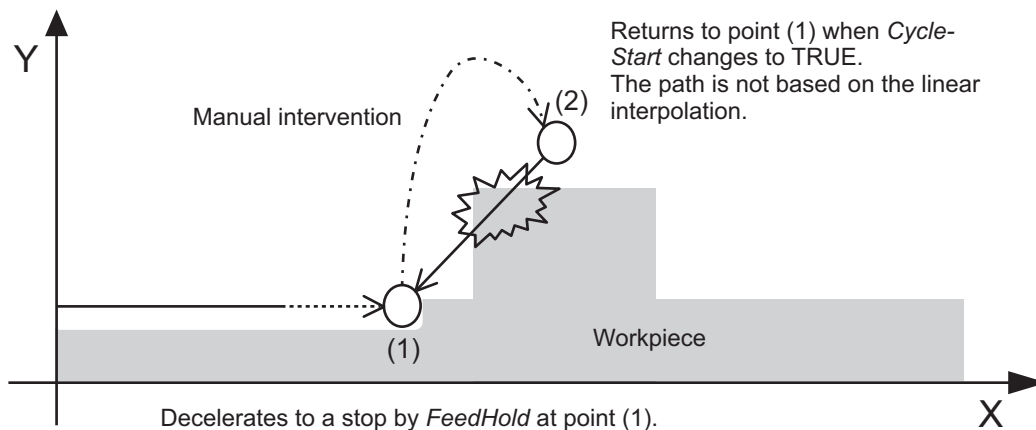 Y
Returns to point (1) when Cycle-
Start changes to TRUE.
The path is not based on the linear
interpolation.
Manual intervention
(2)
(1)
Workpiece
X
Decelerates to a stop by FeedHold at point (1).